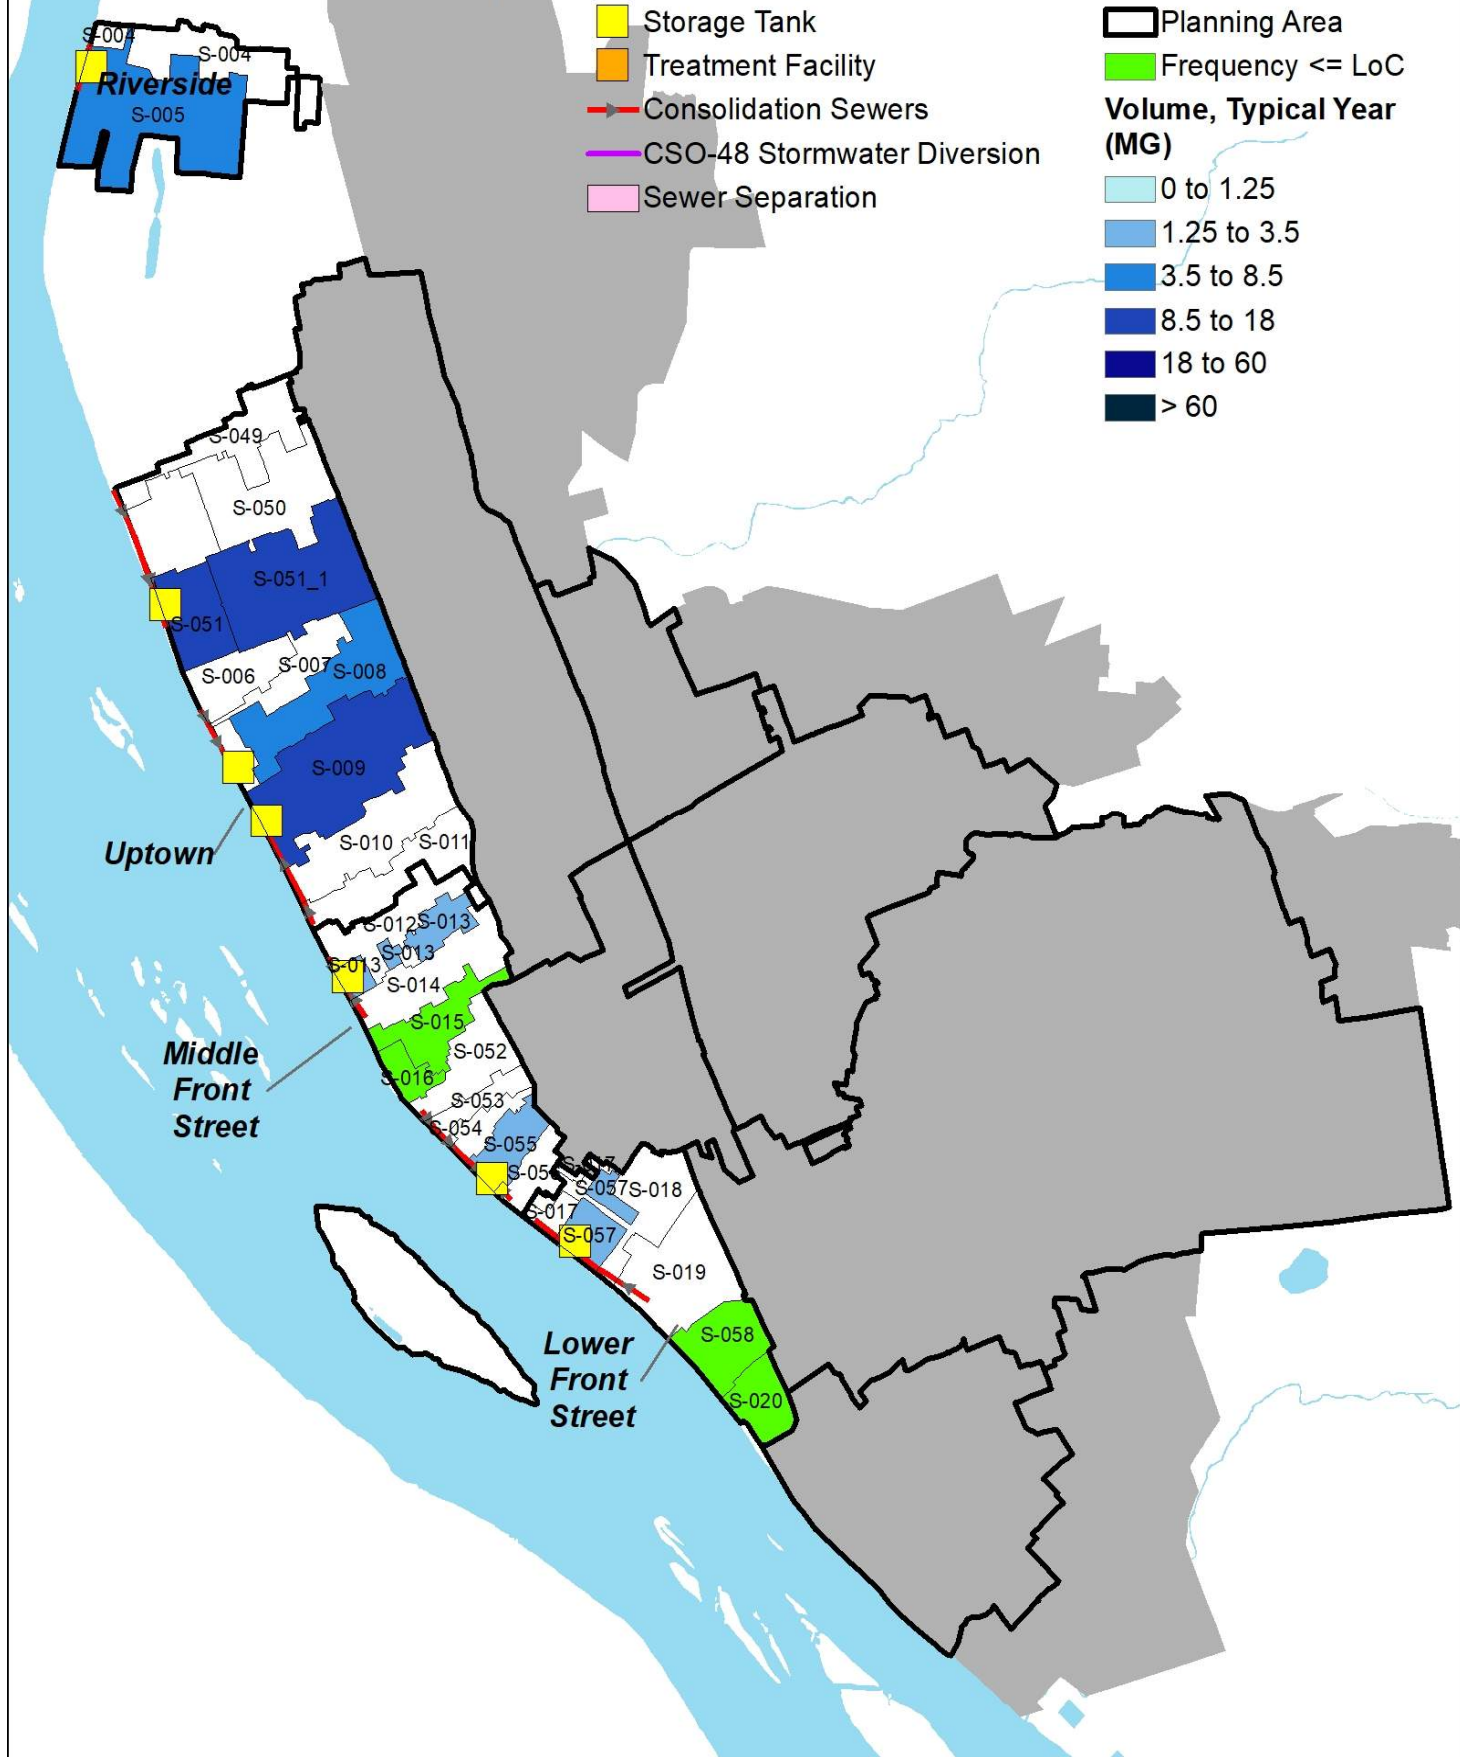 Storage Tank
Treatment Facility
Consolidation Sewers
CSO-48 Stormwater Diversion
Sewer Separation
Planning Area
Frequency <= LoC
Volume, Typical Year
(MG)
0 to 1.25
1.25 to 3.5
3.5 to 8.5
8.5 to 18
18 to 60
> 60
S-004
S-004
Riverside
S-005
S-049
S-050
S-051_1
S-051
S-006
S-007
S-008
S-009
Uptown
S-010
S-011
S-012
S-013
S-013
S-013
S-014
S-015
Middle
Front
Street
S-052
S-016
S-053
S-054
S-055
S-017
S-057
S-018
S-017
S-057
S-019
Lower
Front
Street
S-058
S-020